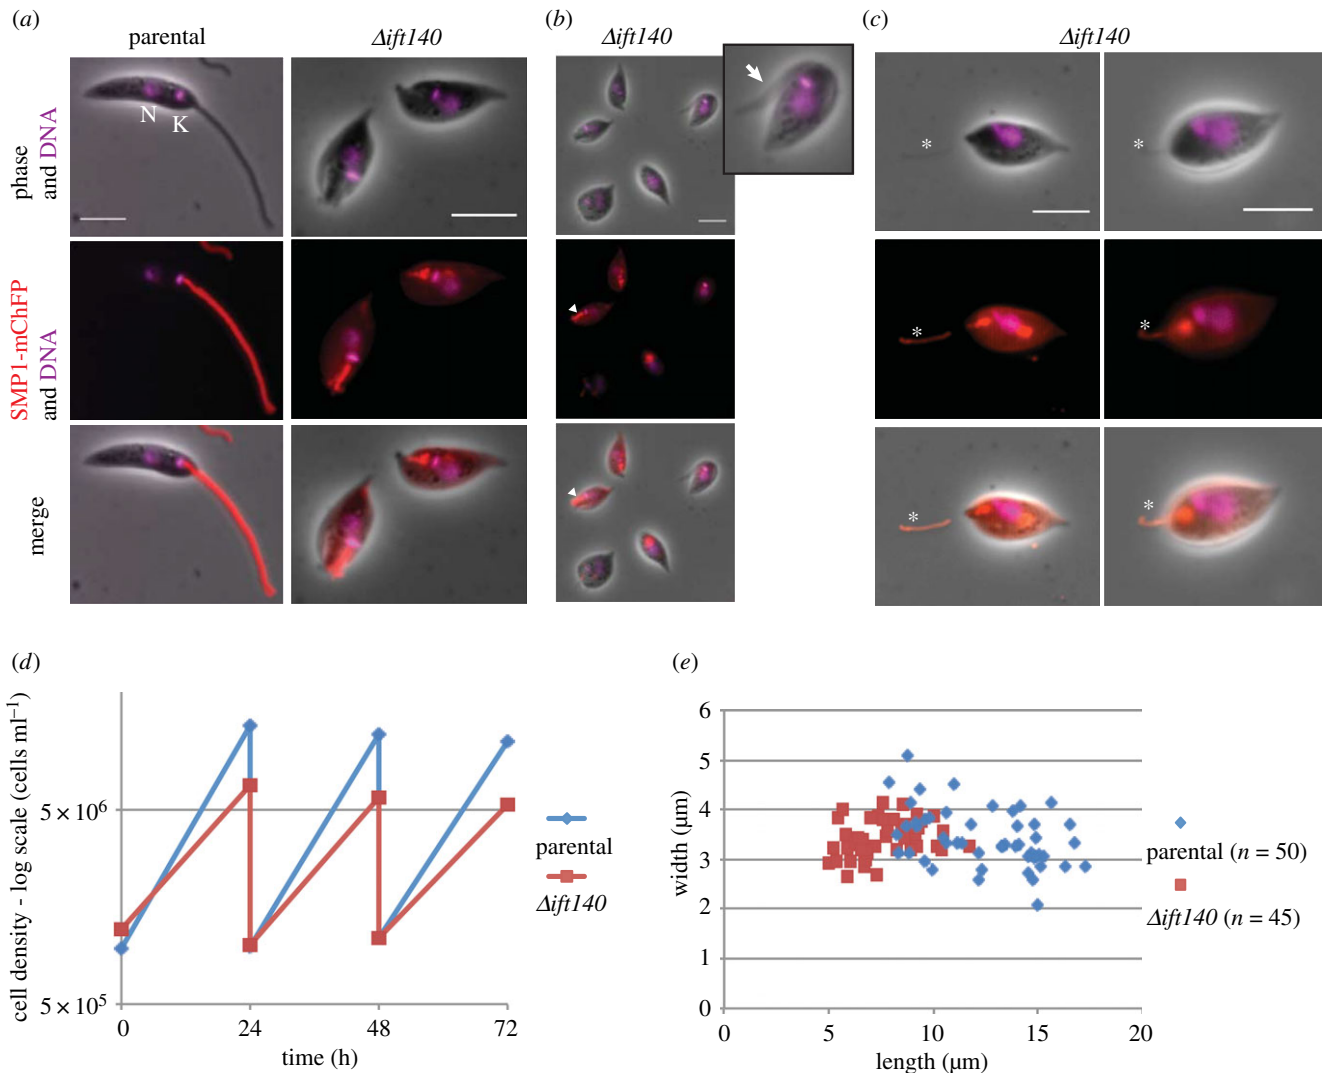 (a)
parental
Δift140
(b)
Δift140
(c)
Δift140
phase
and DNA
N
K
*
*
SMP1-mChFP
and DNA
*
*
merge
*
*
(d)
cell density - log scale (cells ml⁻¹)
5 × 10⁶
5 × 10⁵
0
24
48
72
time (h)
parental
Δift140
(e)
width (µm)
6
5
4
3
2
1
0
0
5
10
15
20
length (µm)
parental (n = 50)
Δift140 (n = 45)